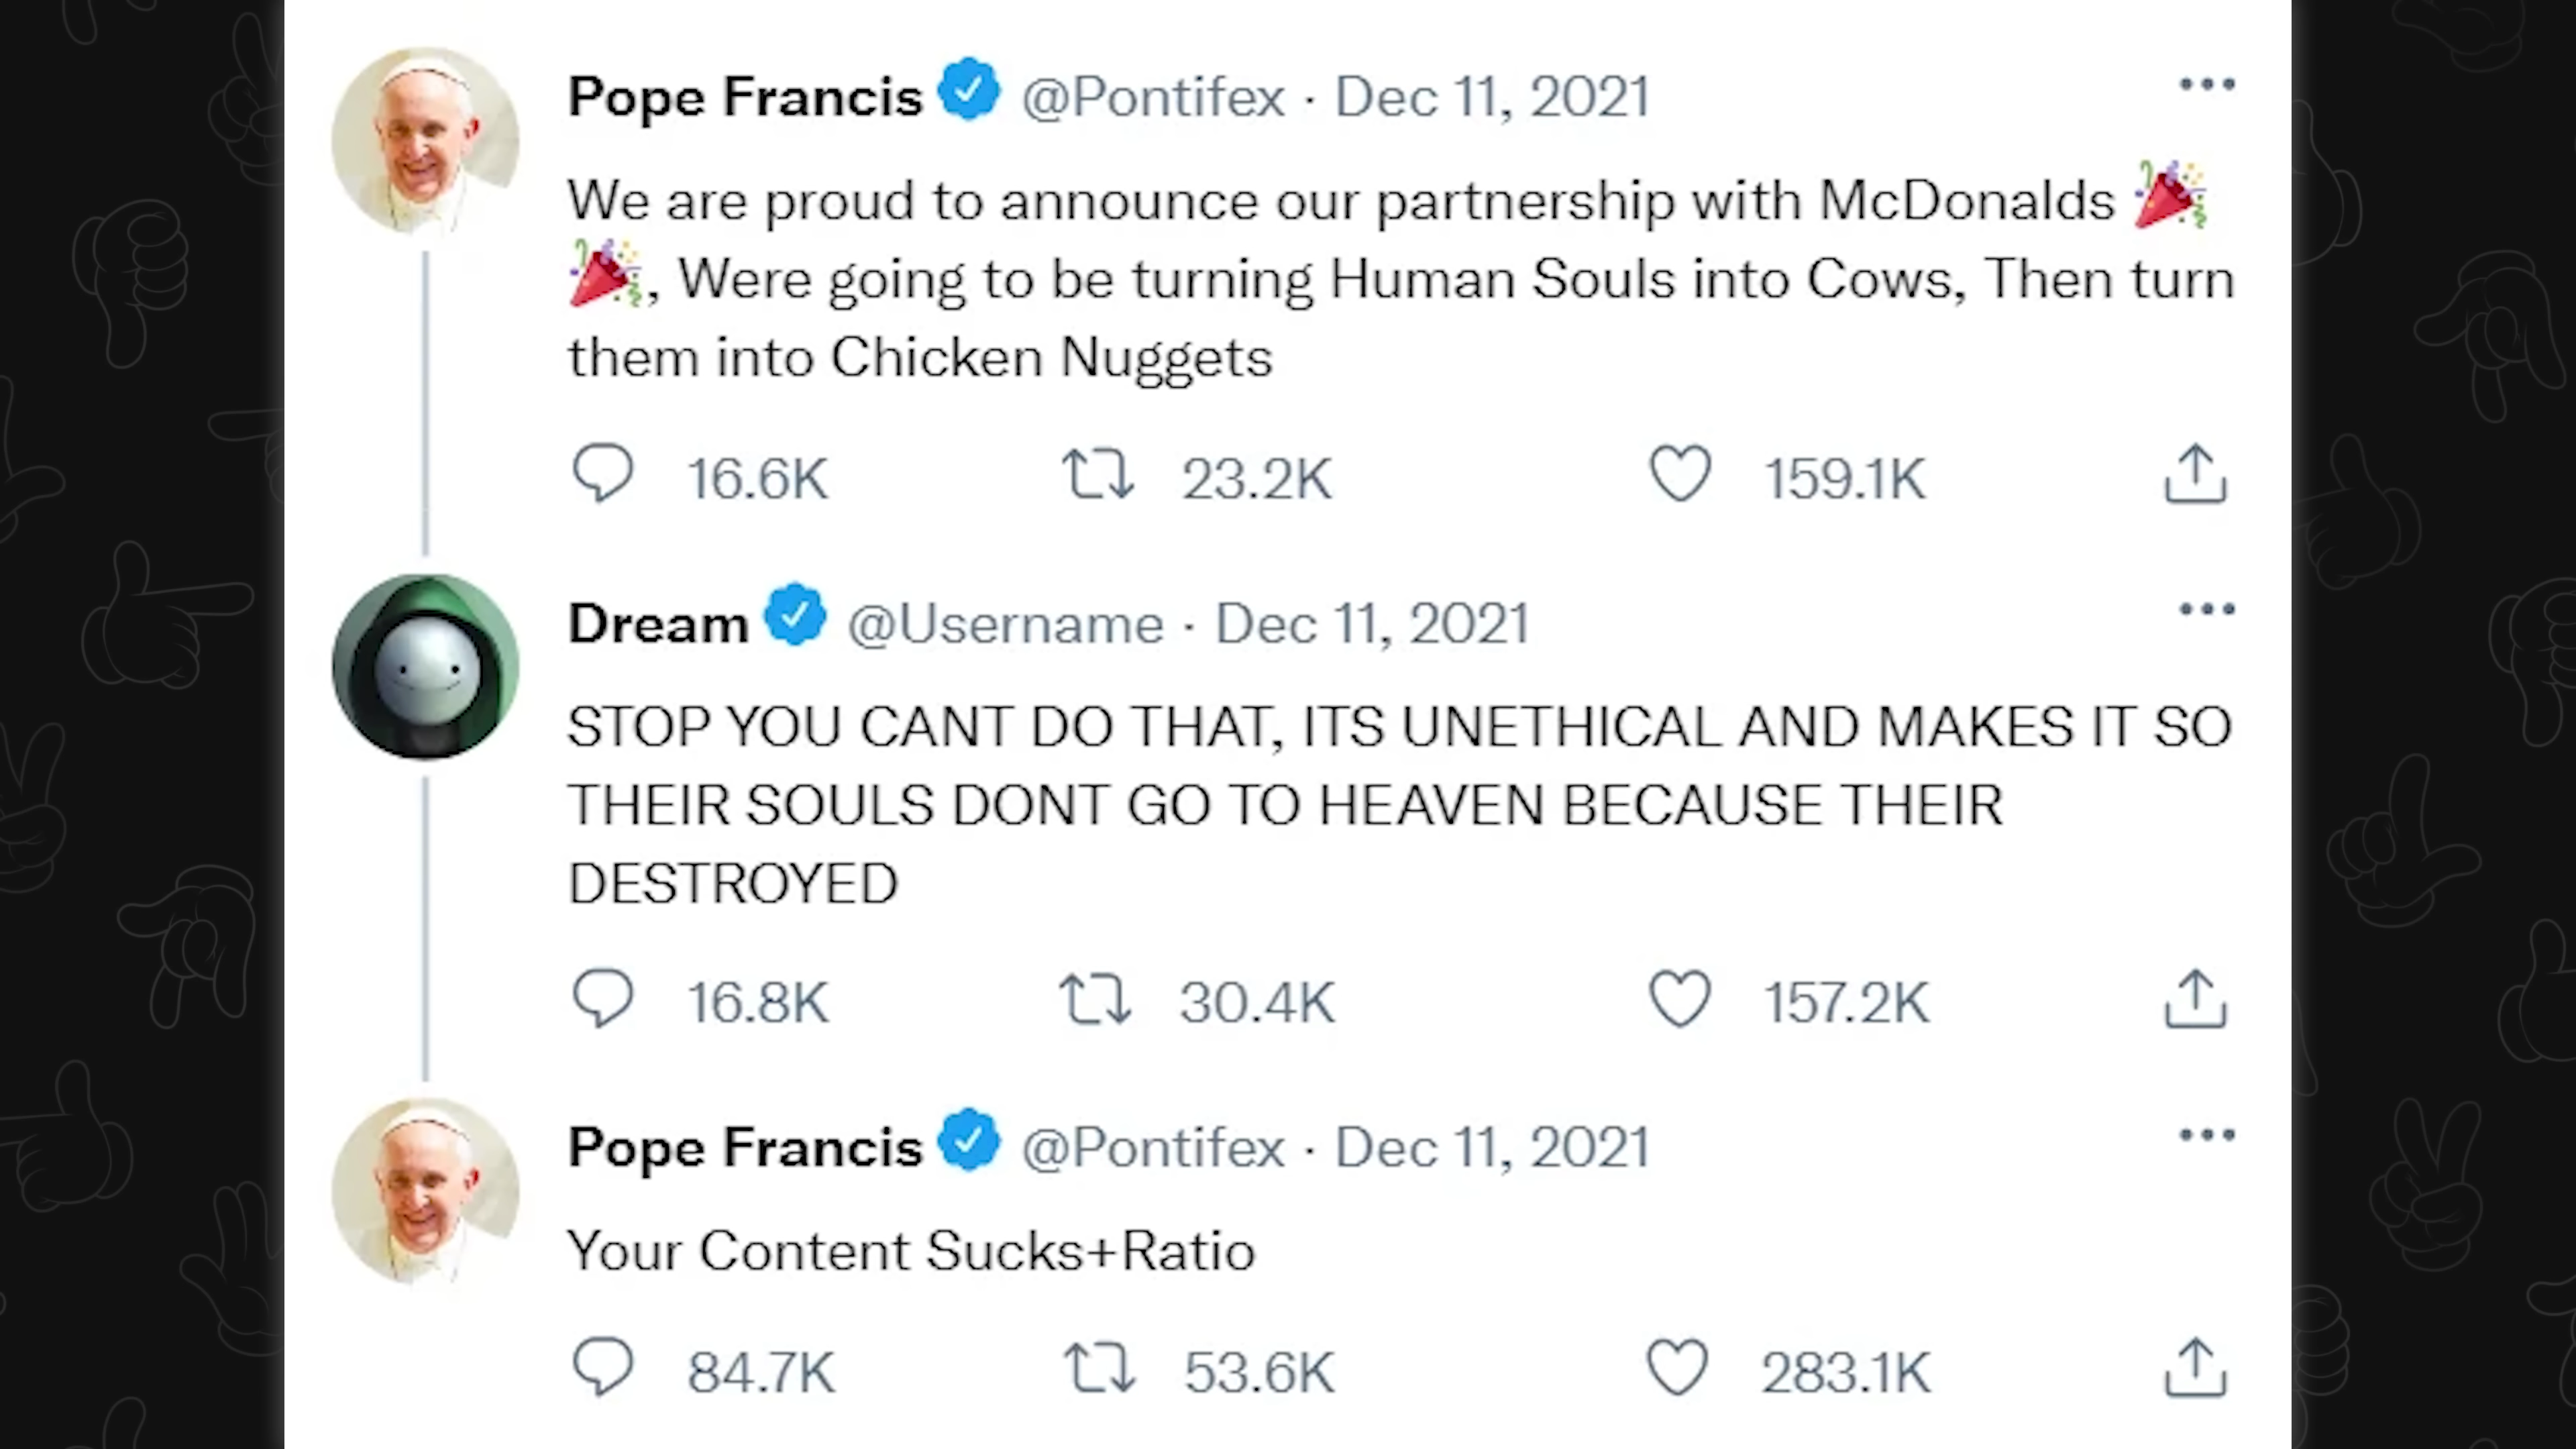 Pope Francis @Pontifex · Dec 11, 2021
We are proud to announce our partnership with McDonalds 🎉
🎉, Were going to be turning Human Souls into Cows, Then turn
them into Chicken Nuggets
16.6K 23.2K 159.1K
Dream @Username · Dec 11, 2021
STOP YOU CANT DO THAT, ITS UNETHICAL AND MAKES IT SO
THEIR SOULS DONT GO TO HEAVEN BECAUSE THEIR
DESTROYED
16.8K 30.4K 157.2K
Pope Francis @Pontifex · Dec 11, 2021
Your Content Sucks+Ratio
84.7K 53.6K 283.1K